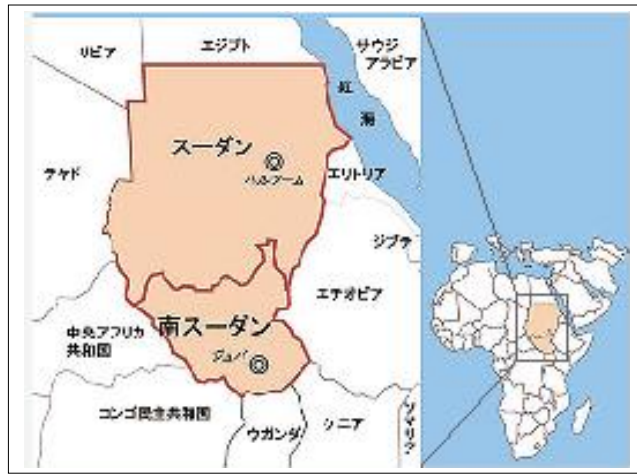 リビア
エジプト
サウジ
アラビア
紅
海
スーダン
ハルツーム
チャド
エリトリア
ジブチ
エチオピア
中央アフリカ
共和国
南スーダン
ジュバ
コンゴ民主共和国
ウガンダ
ケニア
ソマリア